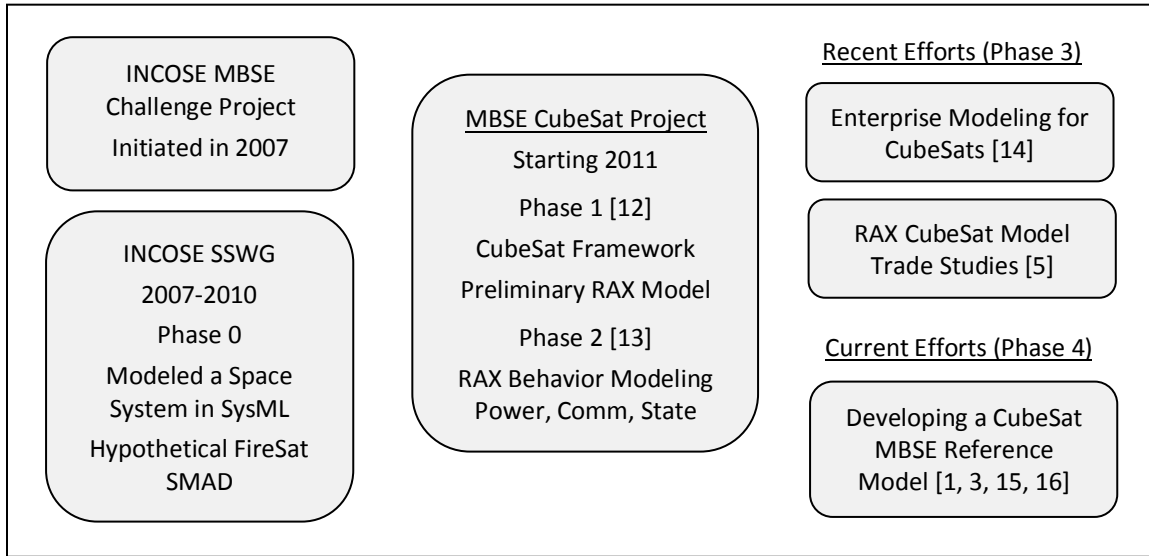 INCOSE MBSE
Challenge Project
Initiated in 2007
INCOSE SSWG
2007-2010
Phase 0
Modeled a Space
System in SysML
Hypothetical FireSat
SMAD
MBSE CubeSat Project
Starting 2011
Phase 1 [12]
CubeSat Framework
Preliminary RAX Model
Phase 2 [13]
RAX Behavior Modeling
Power, Comm, State
Recent Efforts (Phase 3)
Enterprise Modeling for
CubeSats [14]
RAX CubeSat Model
Trade Studies [5]
Current Efforts (Phase 4)
Developing a CubeSat
MBSE Reference
Model [1, 3, 15, 16]